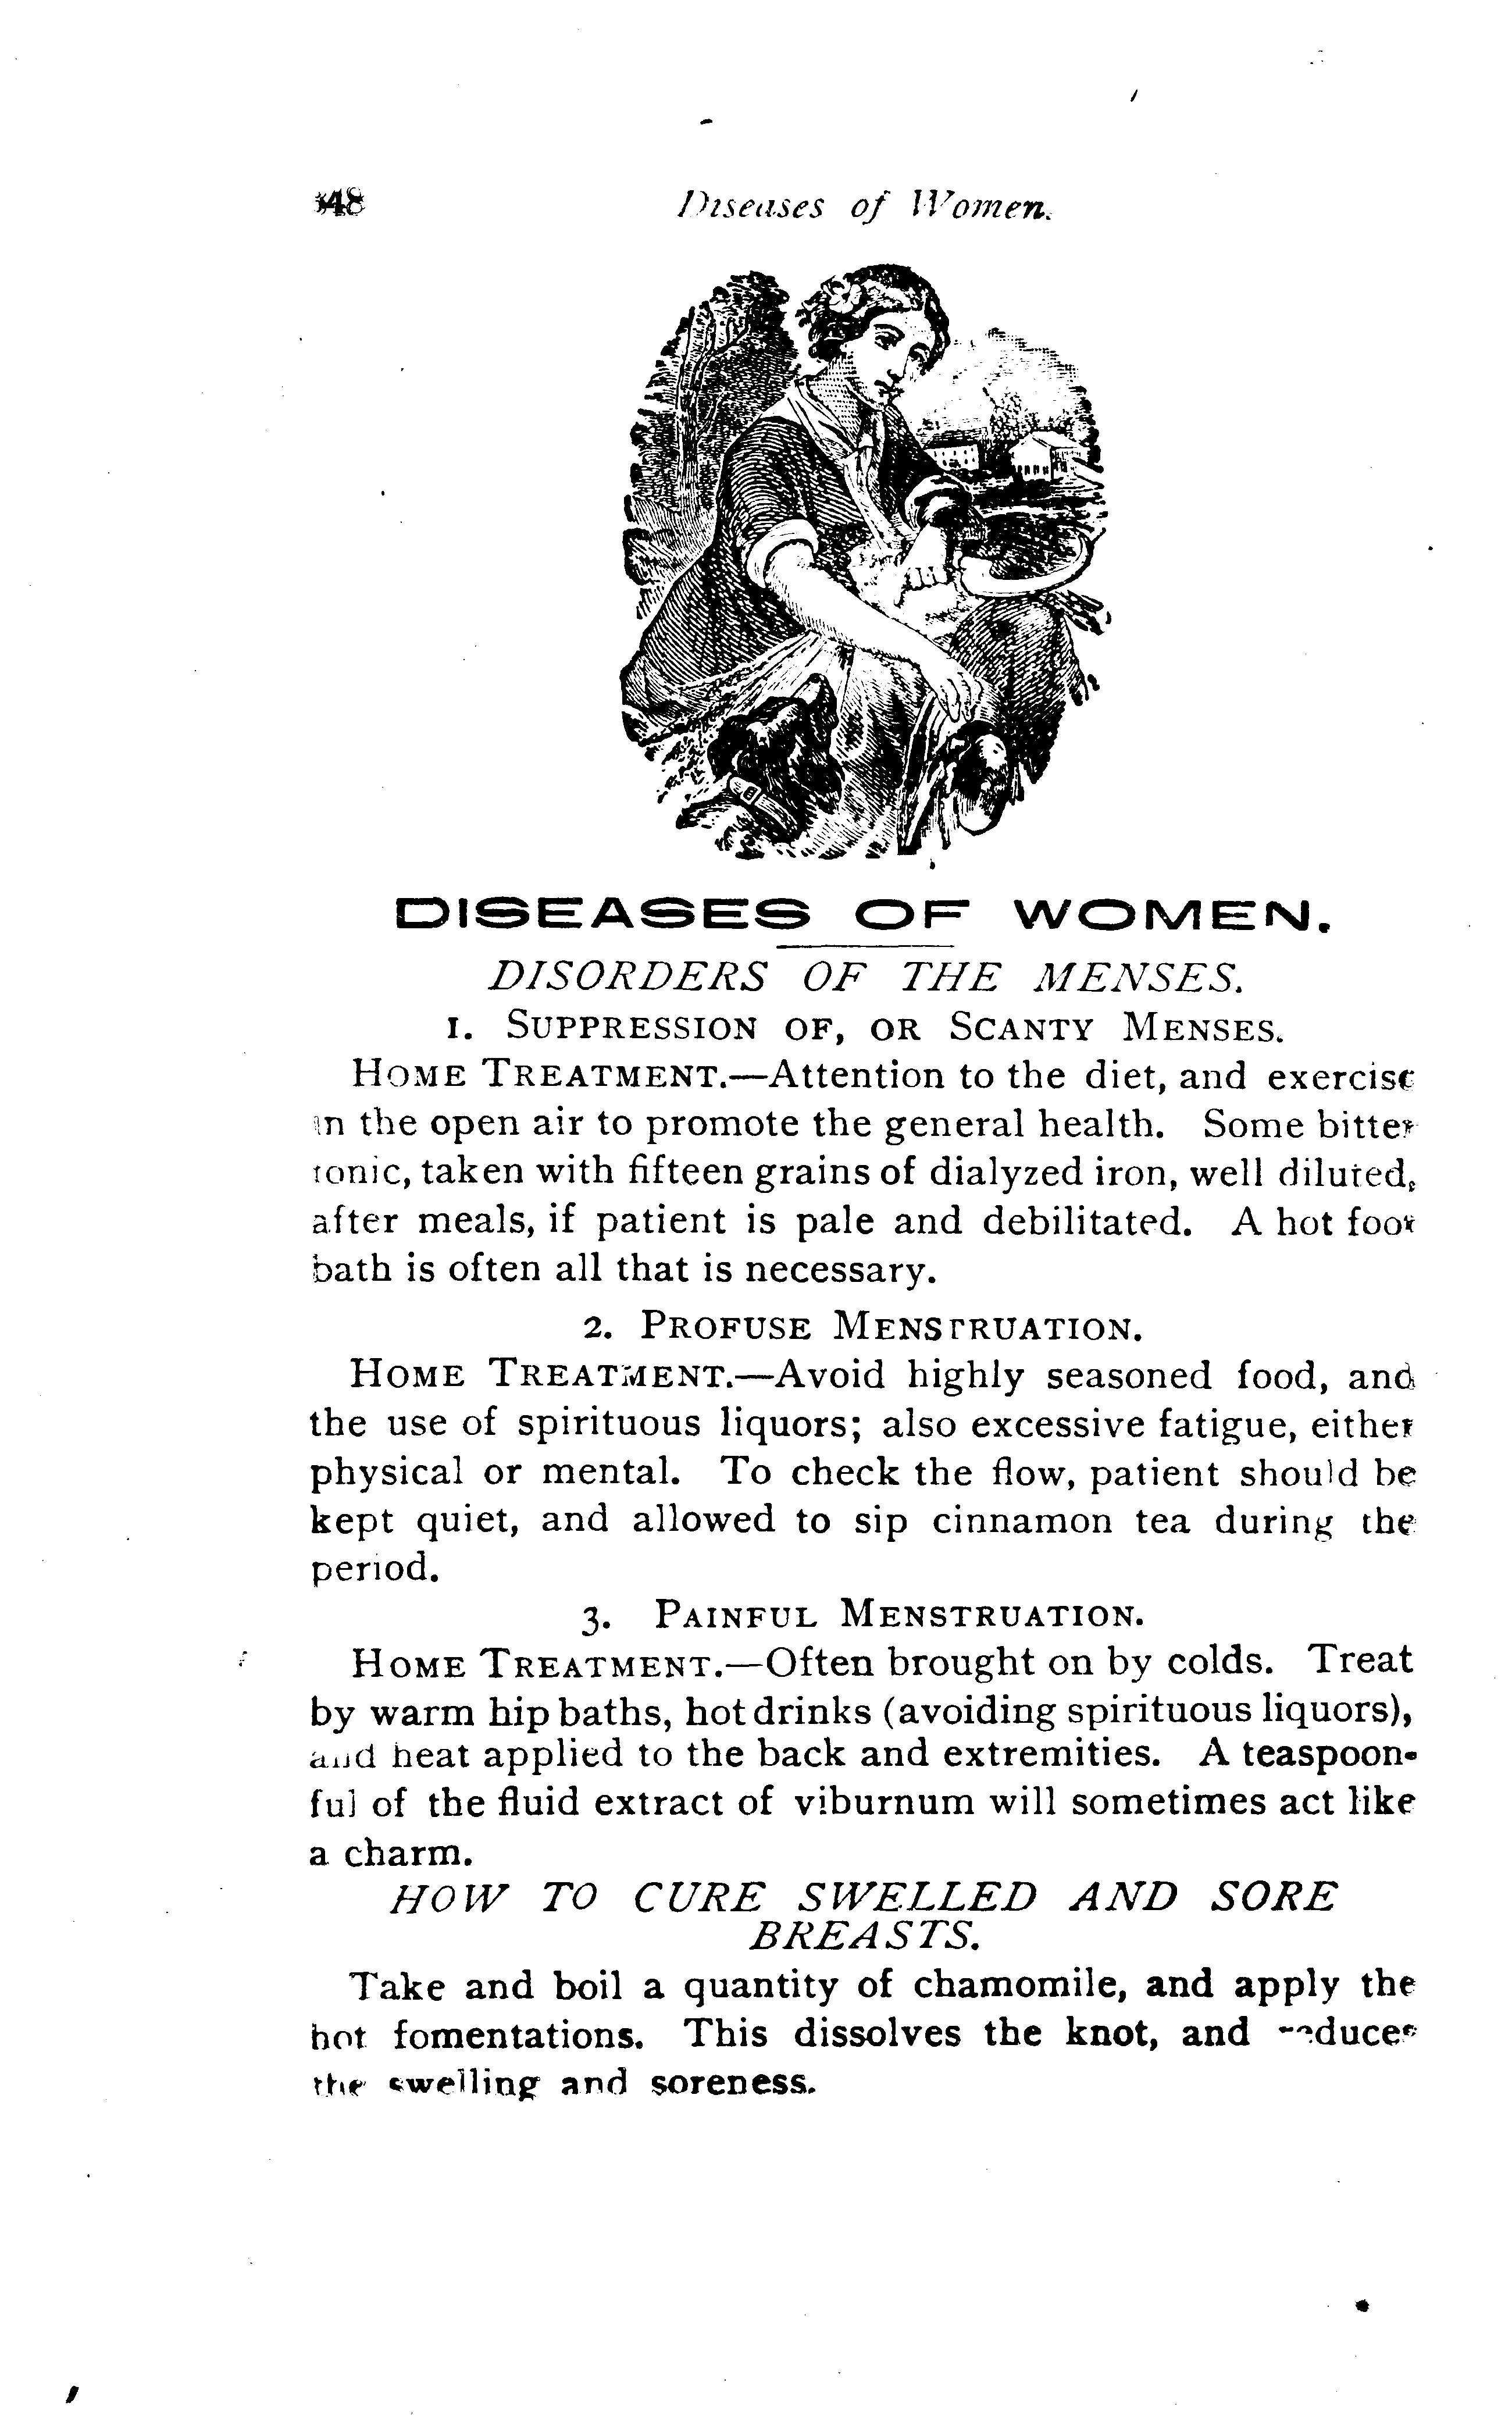 48 Diseases of Women.
DISEASES OF WOMEN.
DISORDERS OF THE MENSES.
1. SUPPRESSION OF, OR SCANTY MENSES.
HOME TREATMENT.—Attention to the diet, and exercise
in the open air to promote the general health. Some bitter
tonic, taken with fifteen grains of dialyzed iron, well diluted,
after meals, if patient is pale and debilitated. A hot foot
bath is often all that is necessary.
2. PROFUSE MENSTRUATION.
HOME TREATMENT.—Avoid highly seasoned food, and
the use of spirituous liquors; also excessive fatigue, either
physical or mental. To check the flow, patient should be
kept quiet, and allowed to sip cinnamon tea during the
period.
3. PAINFUL MENSTRUATION.
HOME TREATMENT.—Often brought on by colds. Treat
by warm hip baths, hot drinks (avoiding spirituous liquors),
and heat applied to the back and extremities. A teaspoon-
ful of the fluid extract of viburnum will sometimes act like
a charm.
HOW TO CURE SWELLED AND SORE
BREASTS.
Take and boil a quantity of chamomile, and apply the
hot fomentations. This dissolves the knot, and reduces
the swelling and soreness.